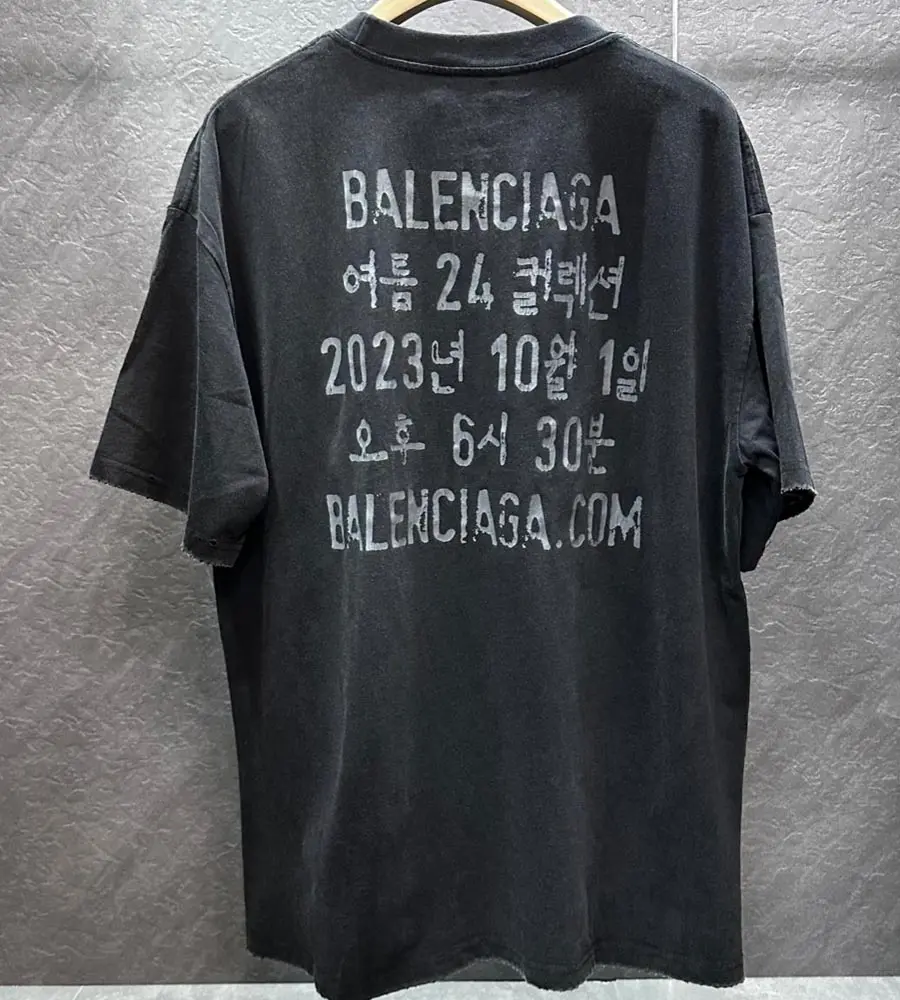 BALENCIAGA
여름 24 컬렉션
2023년 10월 1일
오후 6시 30분
BALENCIAGA.COM